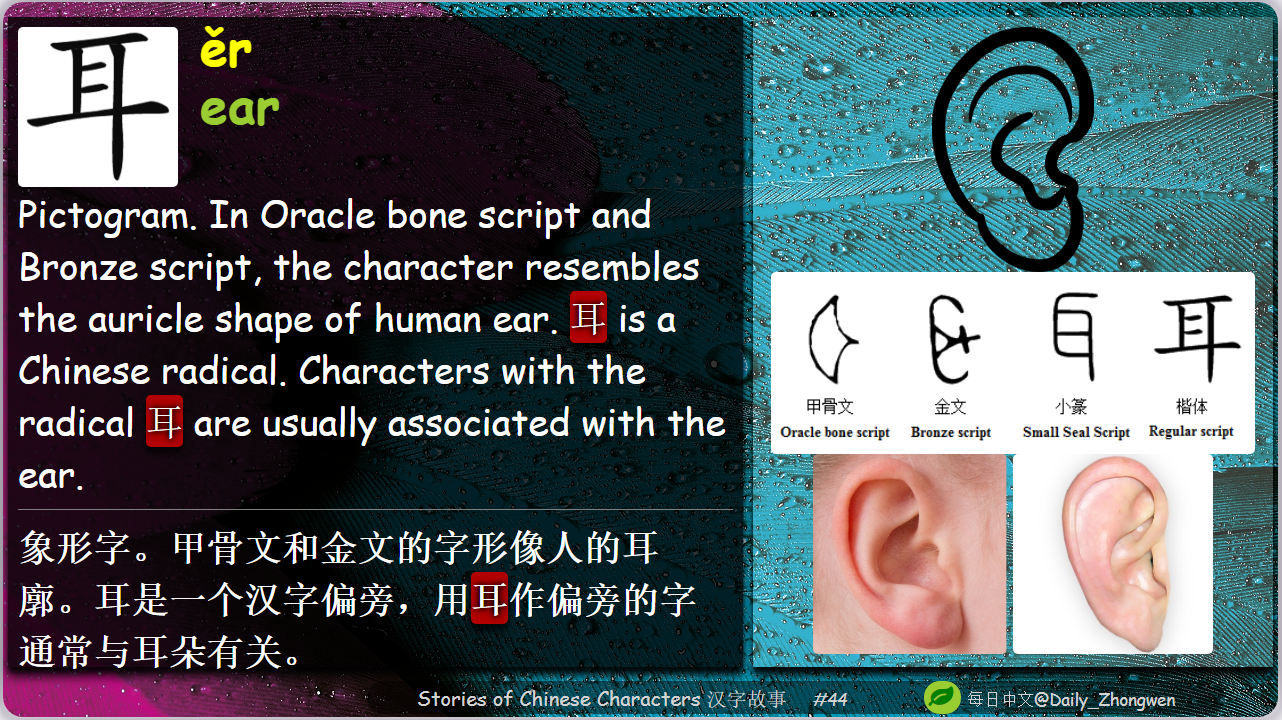 耳
ěr
ear
Pictogram. In Oracle bone script and
Bronze script, the character resembles
the auricle shape of human ear. 耳 is a
Chinese radical. Characters with the
radical 耳 are usually associated with the
ear.
象形字。甲骨文和金文的字形像人的耳
廓。耳是一个汉字偏旁，用耳作偏旁的字
通常与耳朵有关。
耳
甲骨文 金文 小篆 楷体
Oracle bone script Bronze script Small Seal Script Regular script
Stories of Chinese Characters 汉字故事 #44
每日中文@Daily_Zhongwen